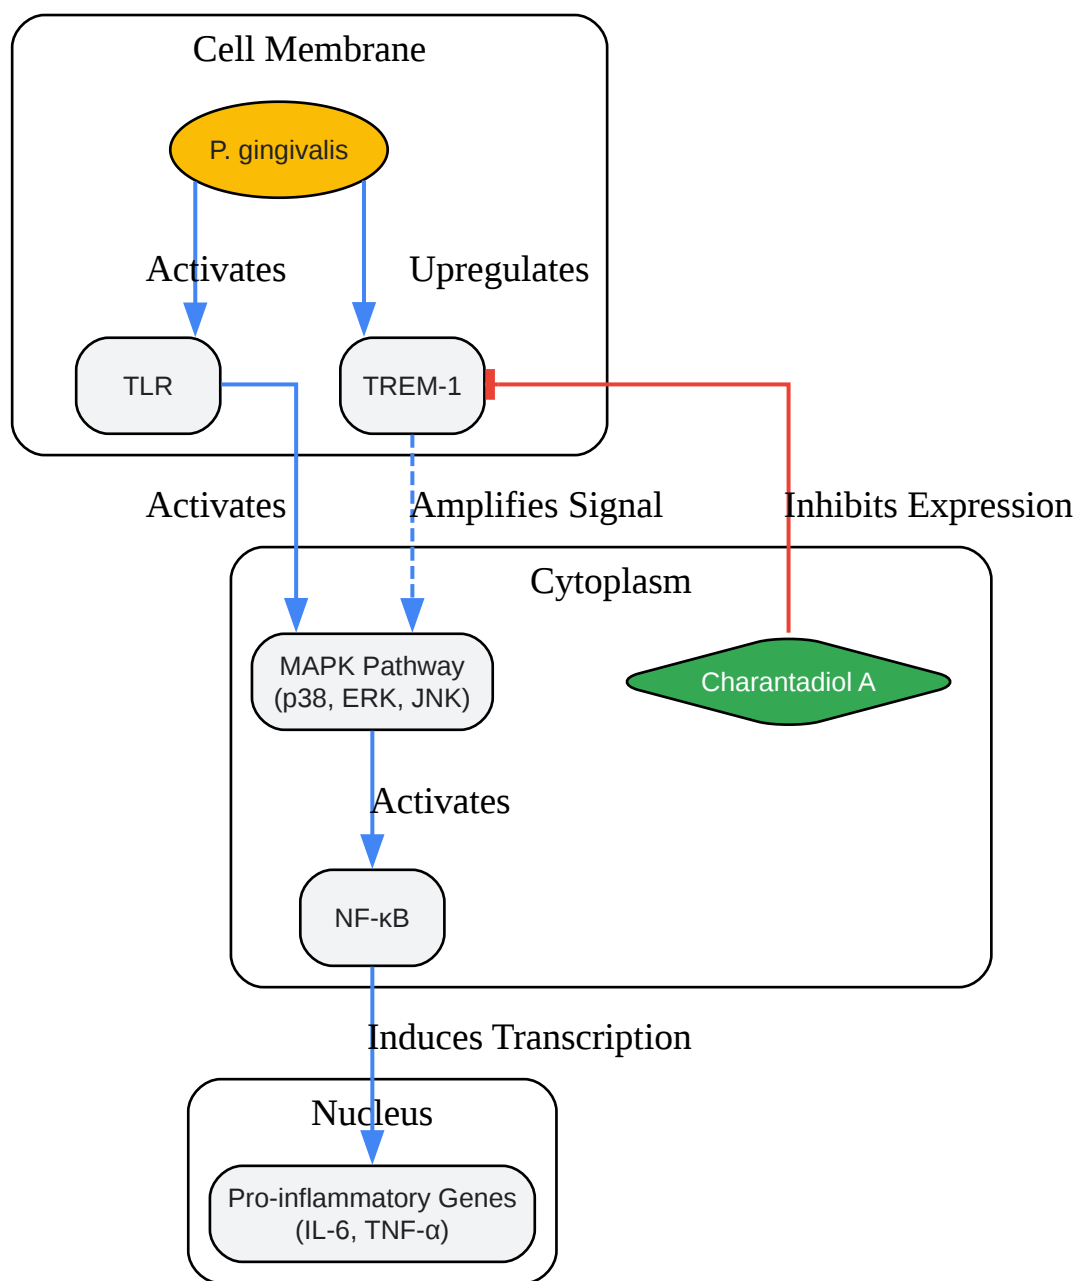 Cell Membrane
P. gingivalis
Activates
Upregulates
TLR
TREM-1
Activates
Amplifies Signal
Inhibits Expression
Cytoplasm
MAPK Pathway
(p38, ERK, JNK)
Charantadiol A
Activates
NF-κB
Induces Transcription
Nucleus
Pro-inflammatory Genes
(IL-6, TNF-α)